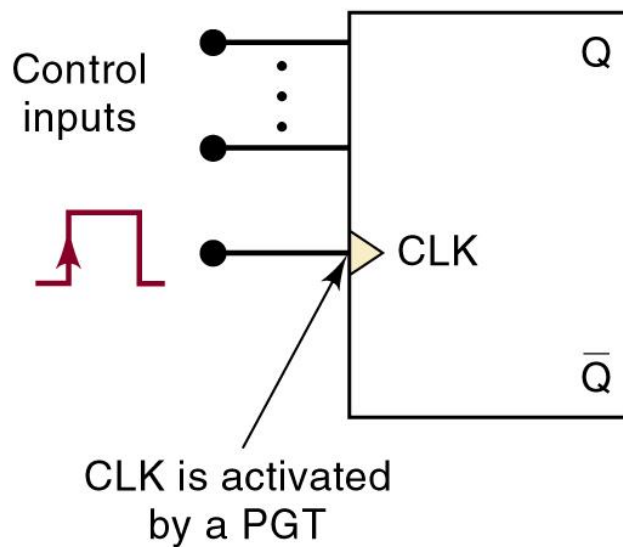 Control
inputs
Q
CLK
Q̅
CLK is activated
by a PGT